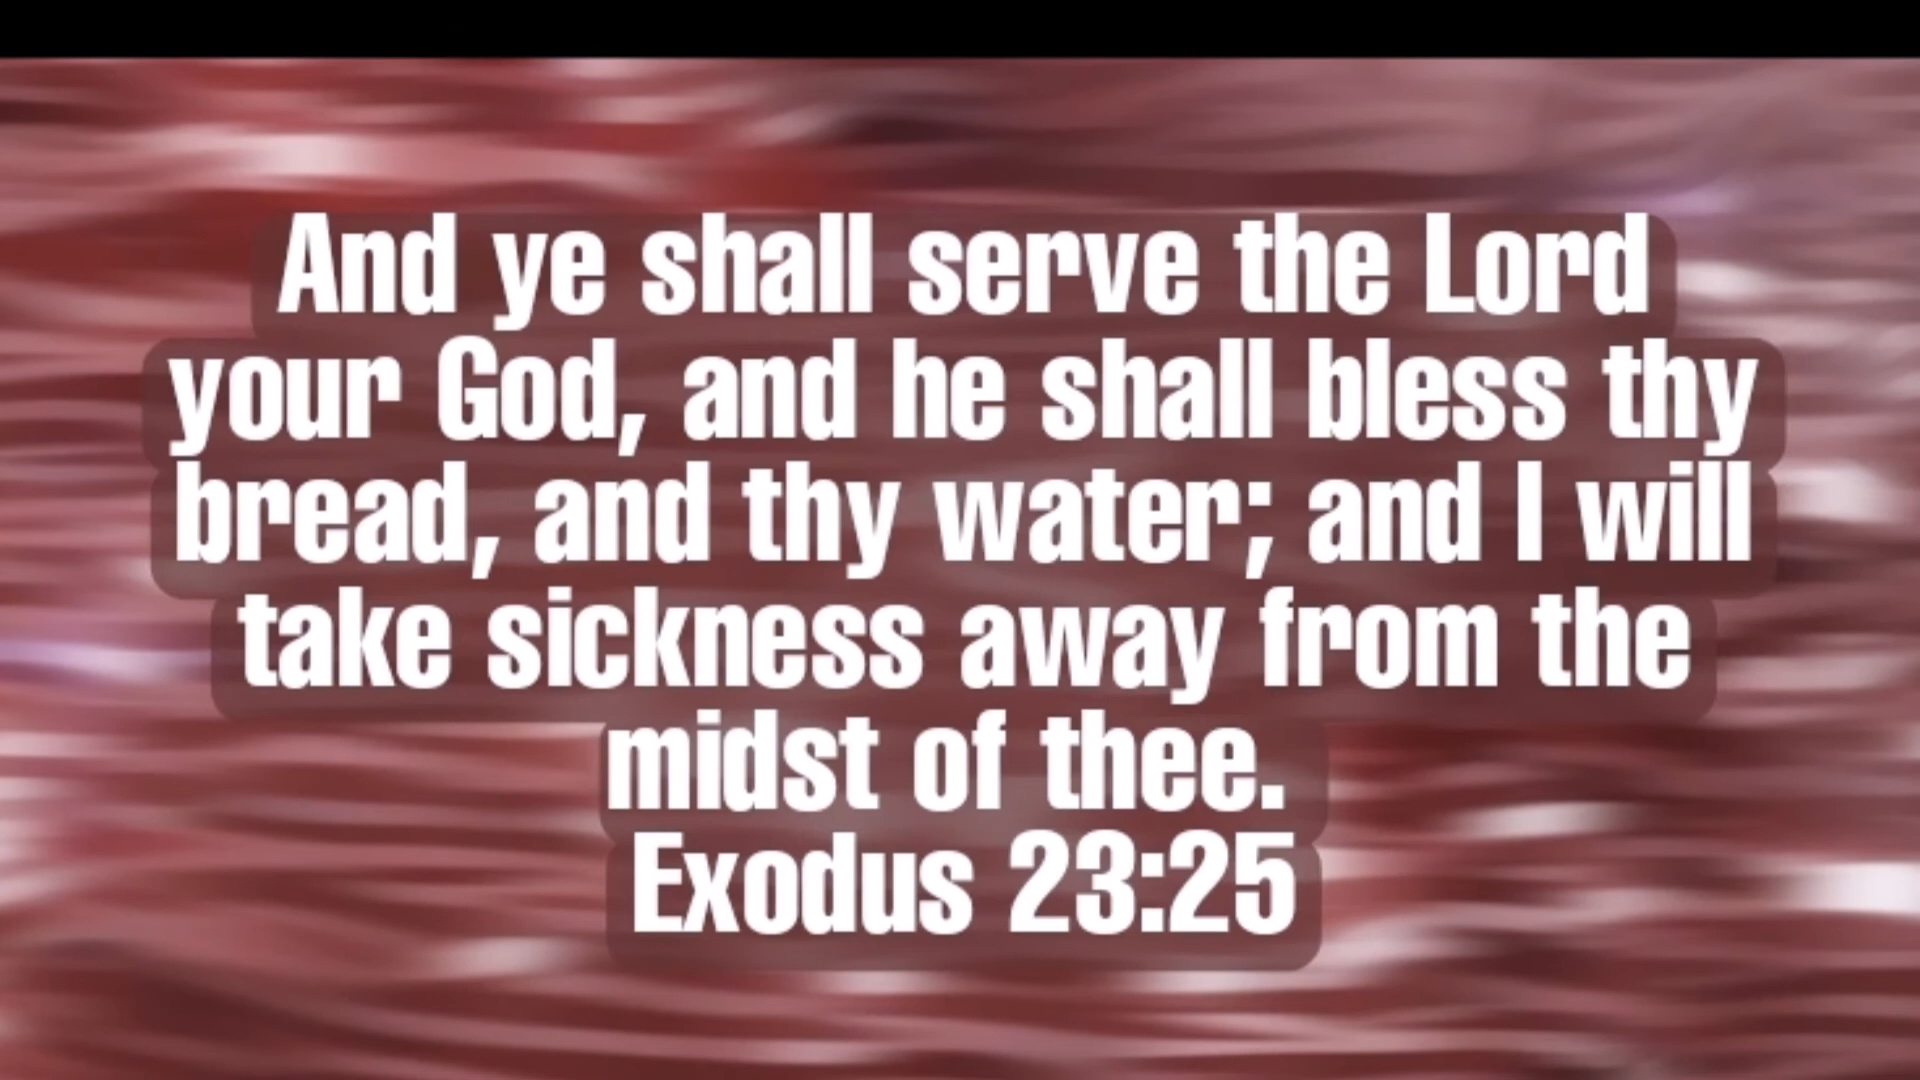 And ye shall serve the Lord
your God, and he shall bless thy
bread, and thy water; and I will
take sickness away from the
midst of thee.
Exodus 23:25